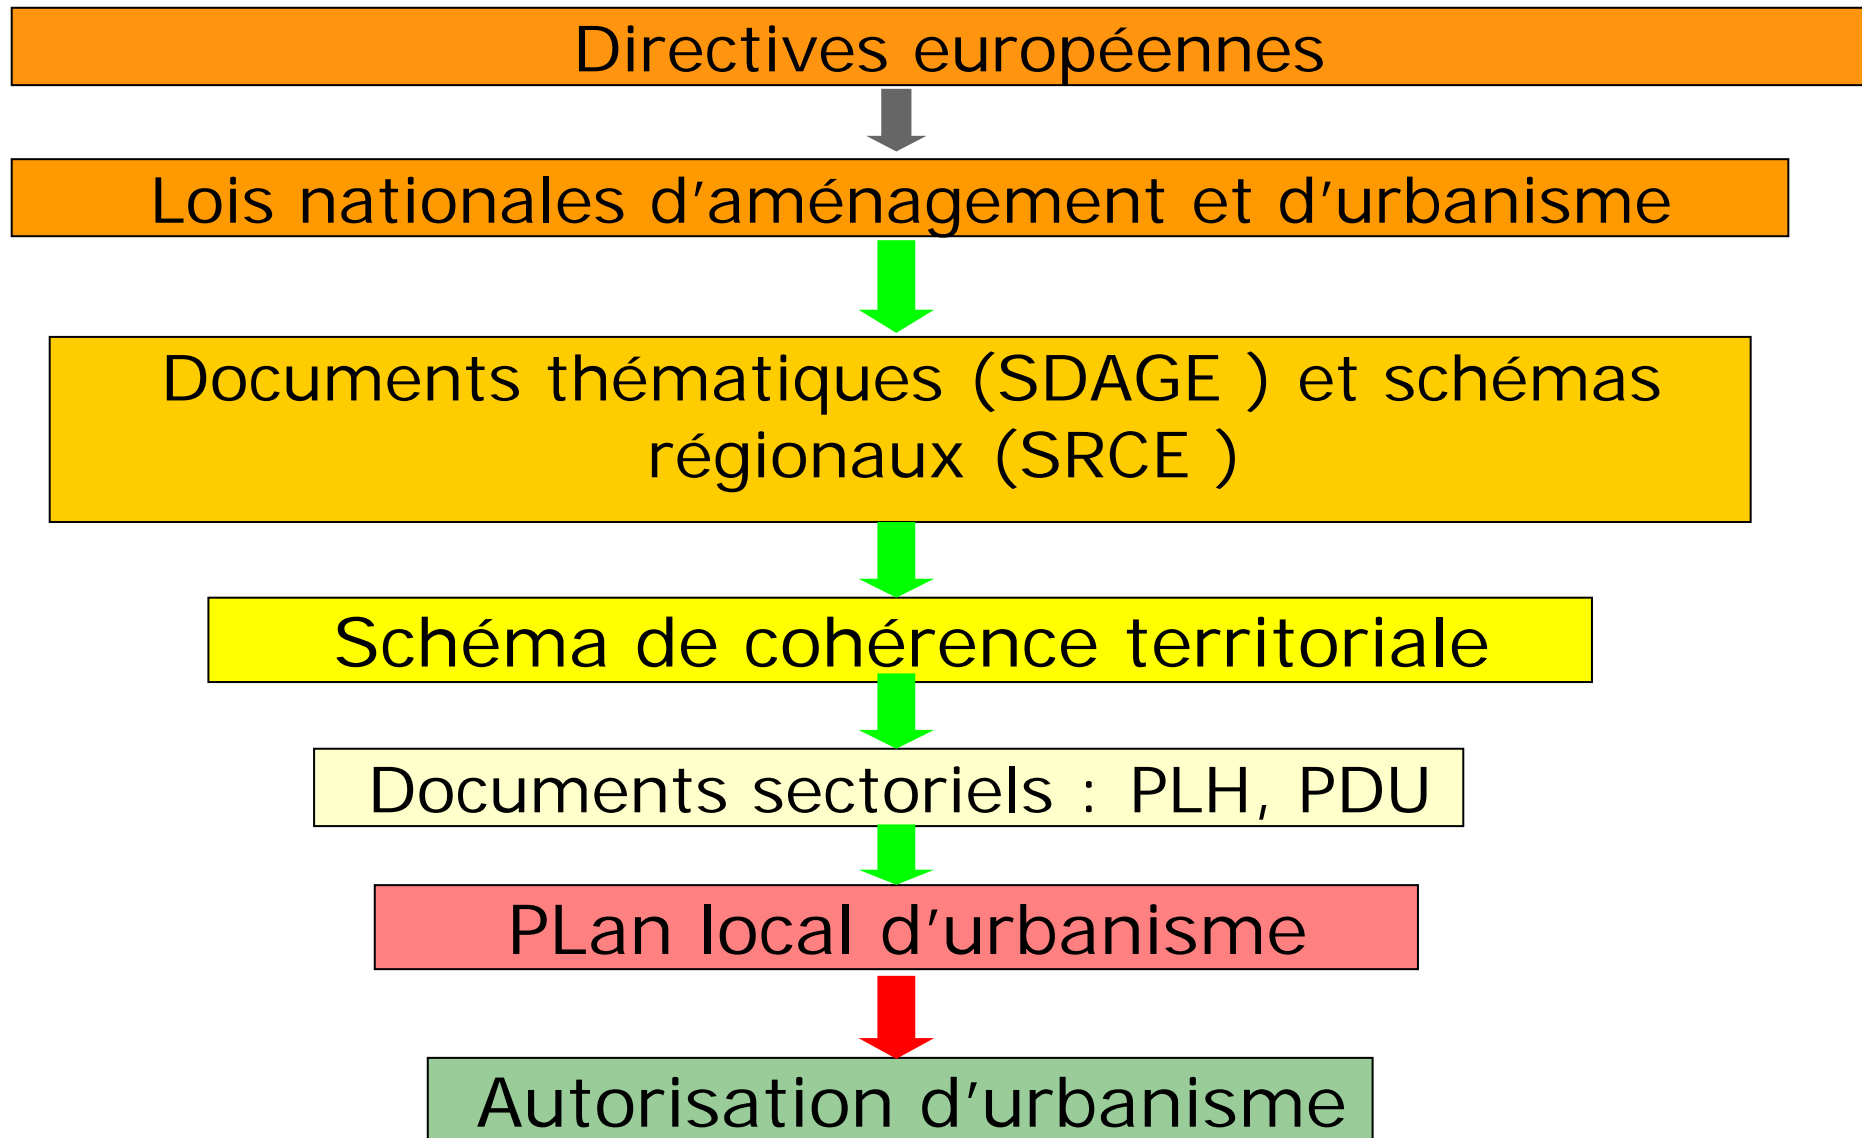 Directives européennes
Lois nationales d'aménagement et d'urbanisme
Documents thématiques (SDAGE ) et schémas
régionaux (SRCE )
Schéma de cohérence territoriale
Documents sectoriels : PLH, PDU
PLan local d'urbanisme
Autorisation d'urbanisme